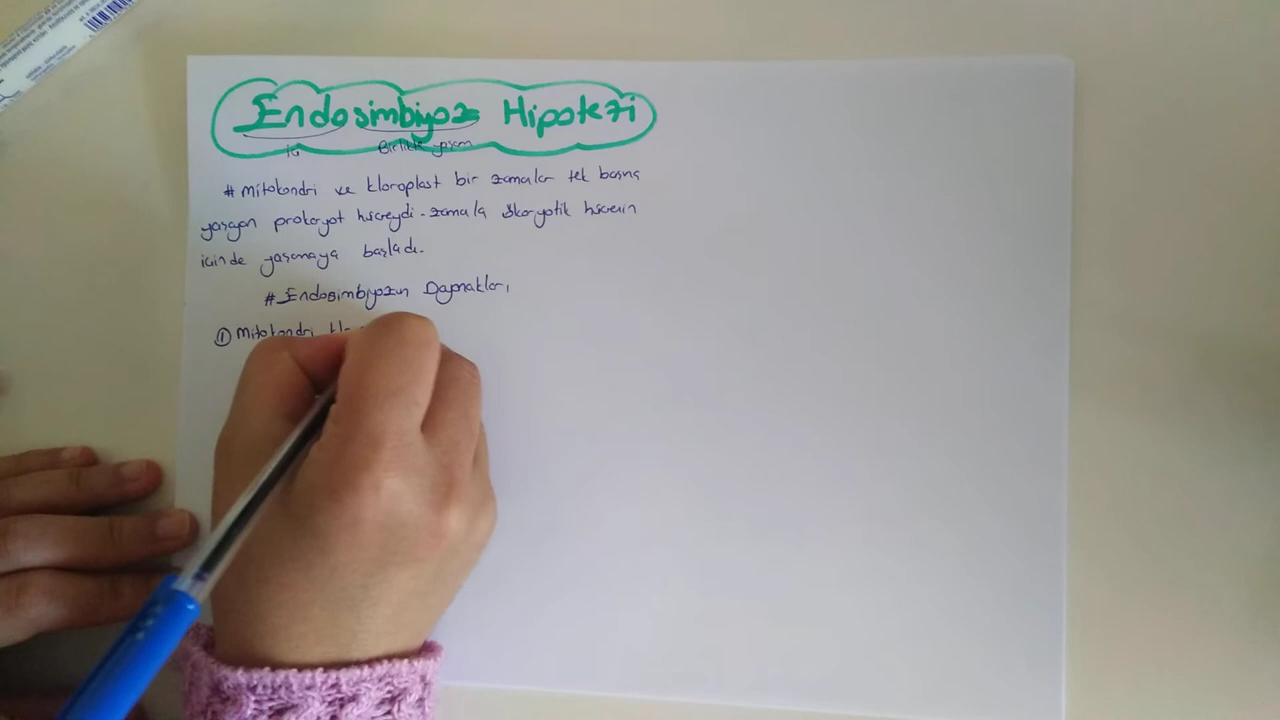 Endosimbiyoz Hipotezi
iç Birlikte yaşam
# Mitokondri ve kloroplast bir zamanlar tek başına
yaşayan prokaryot hücreydi. zamanla ökaryotik hücrenin
içinde yaşamaya başladı.
# Endosimbiyozun Dayanakları
① Mitokondri